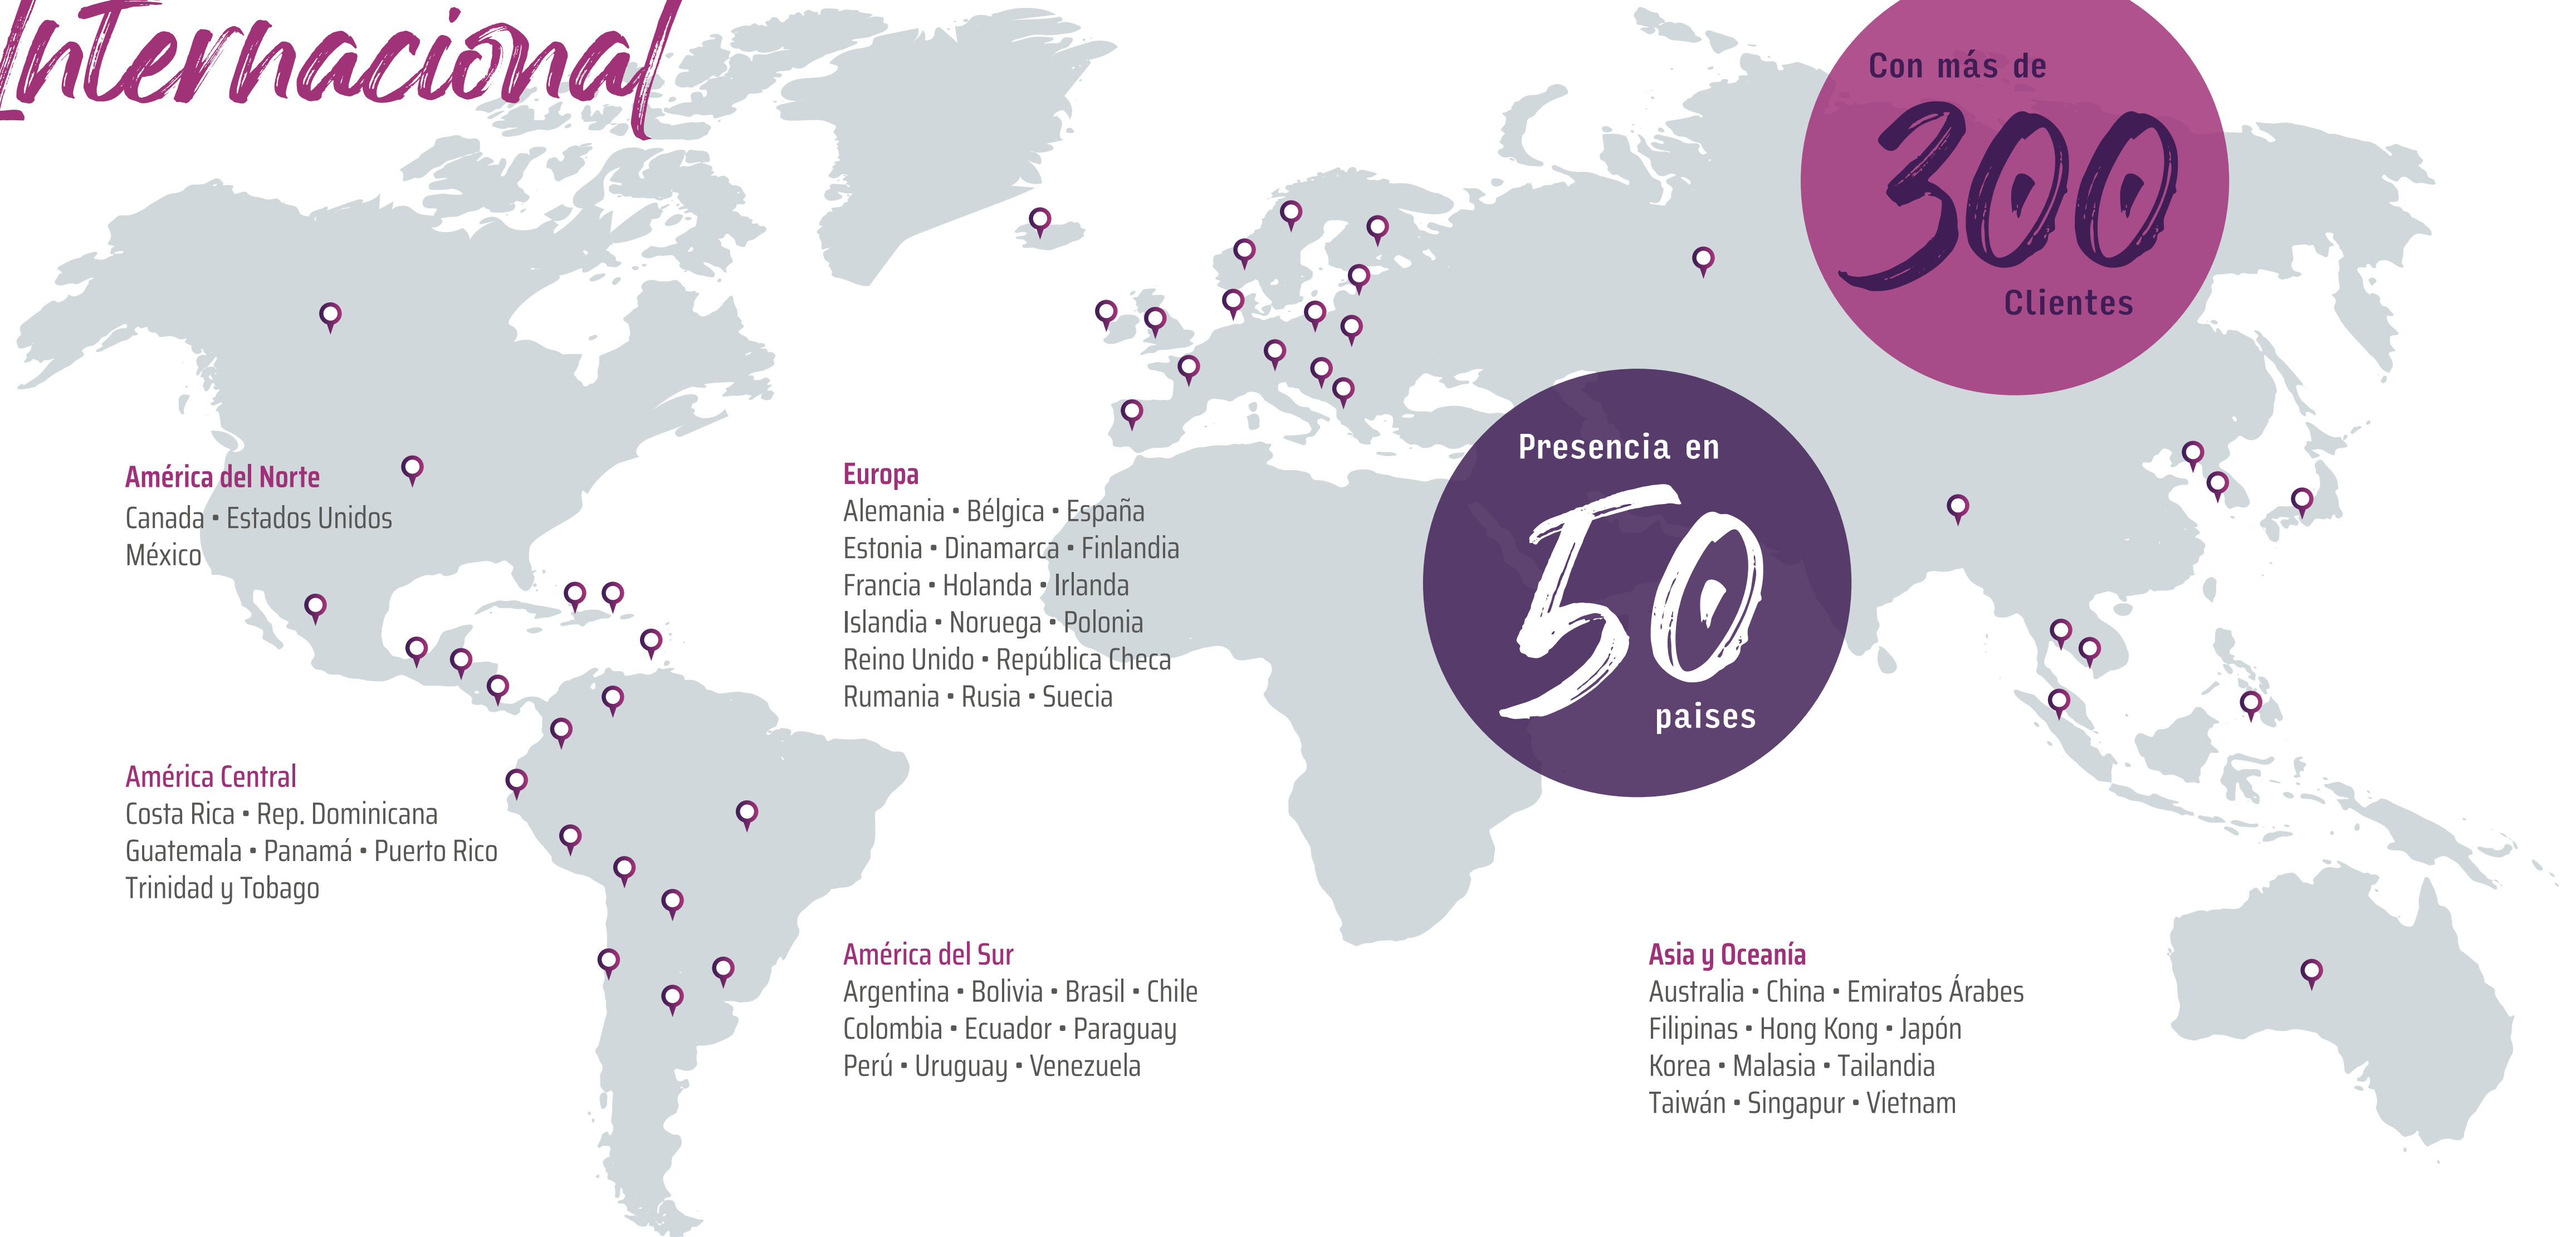 Internacional
Con más de
300
Clientes
Presencia en
50
paises
América del Norte
Canada • Estados Unidos
México
América Central
Costa Rica • Rep. Dominicana
Guatemala • Panamá • Puerto Rico
Trinidad y Tobago
Europa
Alemania • Bélgica • España
Estonia • Dinamarca • Finlandia
Francia • Holanda • Irlanda
Islandia • Noruega • Polonia
Reino Unido • República Checa
Rumania • Rusia • Suecia
América del Sur
Argentina • Bolivia • Brasil • Chile
Colombia • Ecuador • Paraguay
Perú • Uruguay • Venezuela
Asia y Oceanía
Australia • China • Emiratos Árabes
Filipinas • Hong Kong • Japón
Korea • Malasia • Tailandia
Taiwán • Singapur • Vietnam